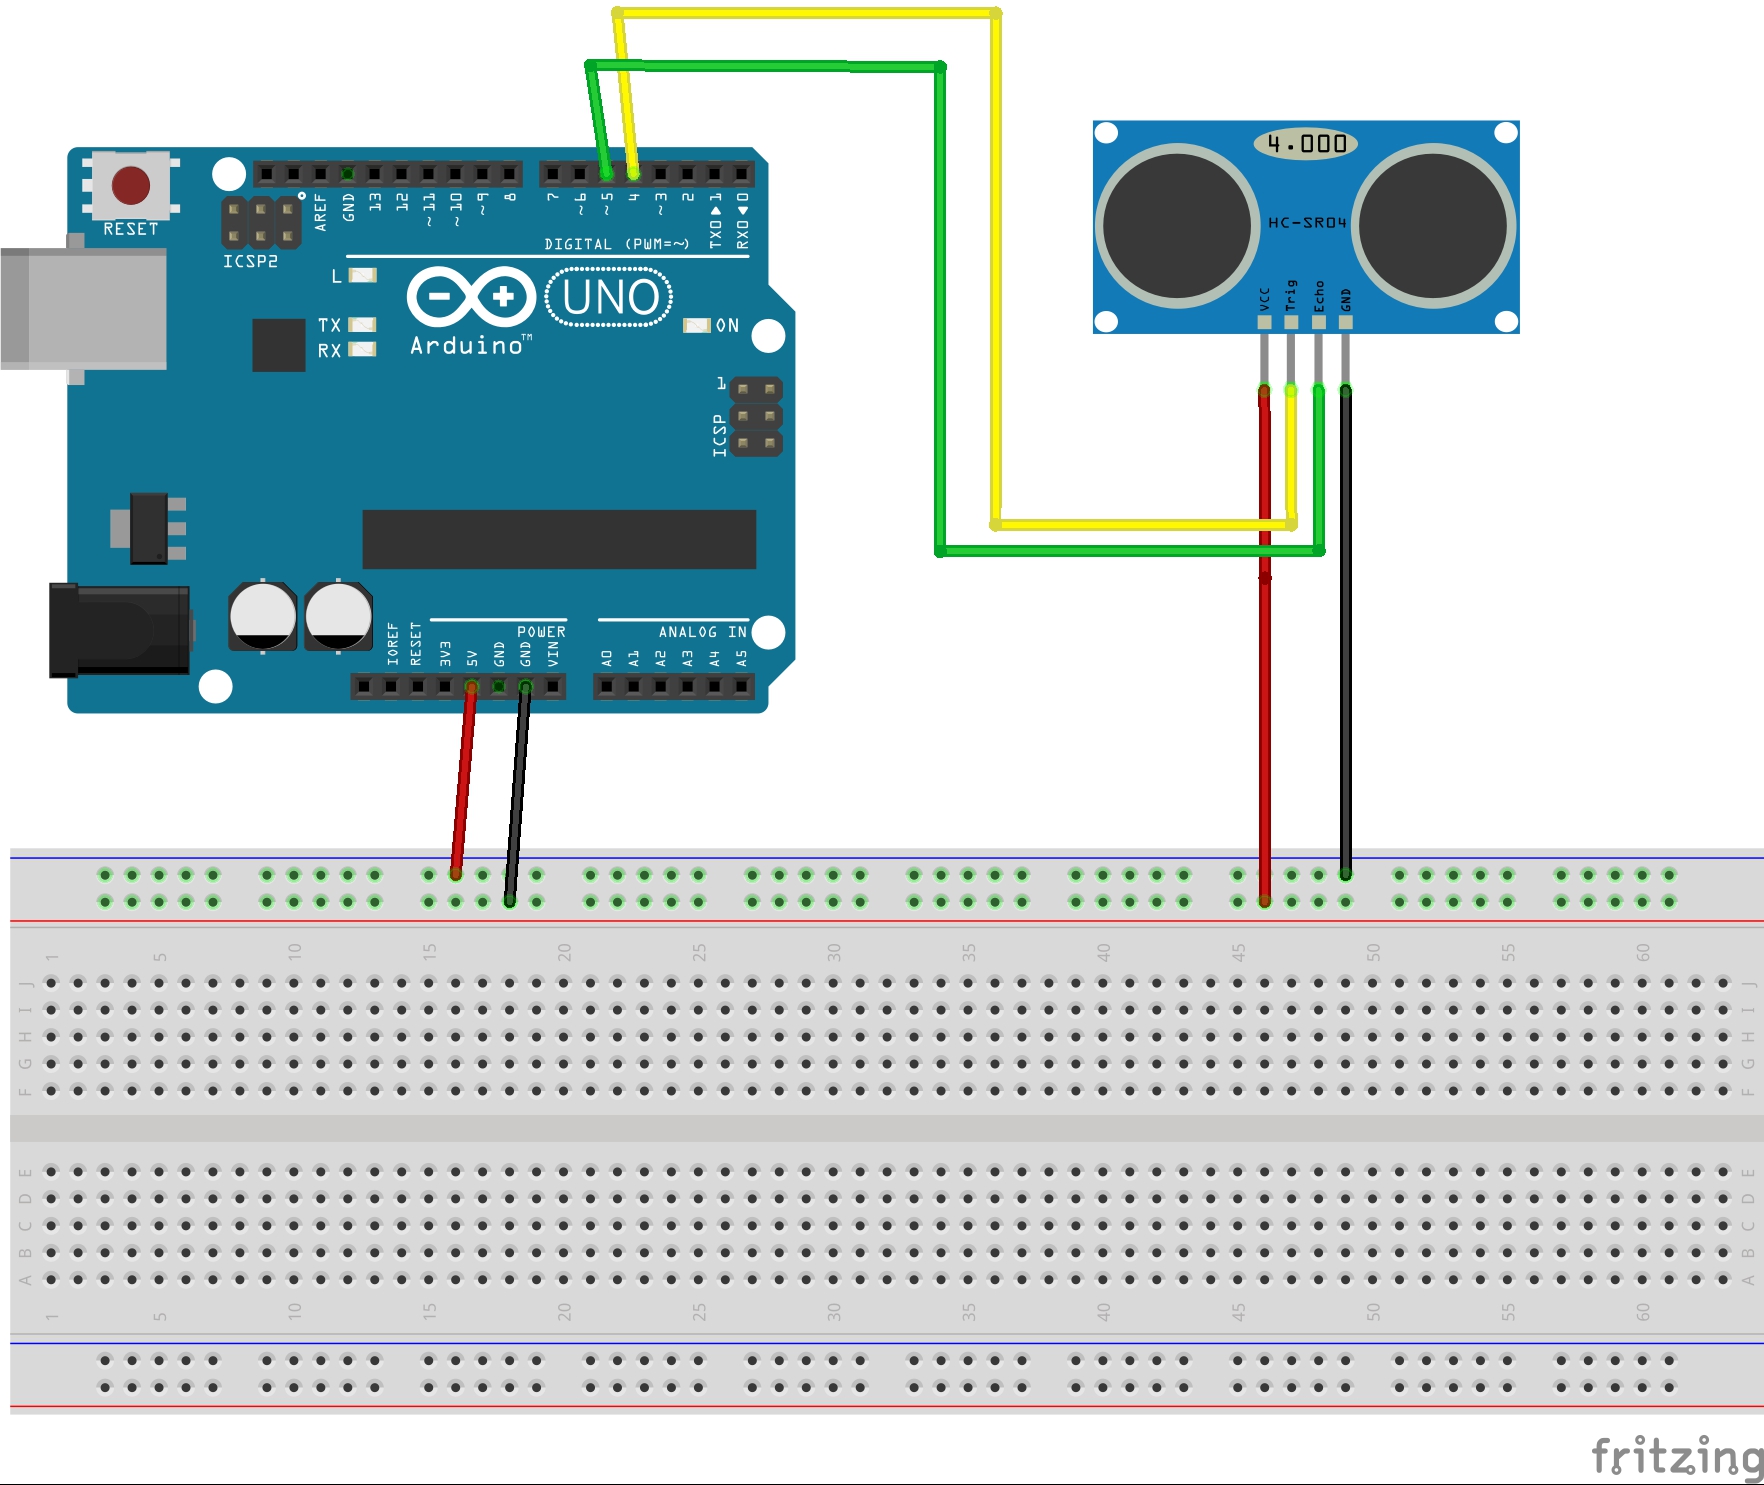 4.000
HC-SR04
VCC
Trig
Echo
GND
RESET
ICSP2
AREF
GND
13
12
~11
~10
~9
8
7
~6
~5
4
~3
2
TX0▶1
RX0◀0
DIGITAL (PWM=~)
L
TX
RX
UNO
Arduino™
ON
1
ICSP
IOREF
RESET
3V3
5V
GND
GND
VIN
POWER
ANALOG IN
A0
A1
A2
A3
A4
A5
1 5 10 15 20 25 30 35 40 45 50 55 60
J J
I I
H H
G G
F F
E E
D D
C C
B B
A A
1 5 10 15 20 25 30 35 40 45 50 55 60
fritzing